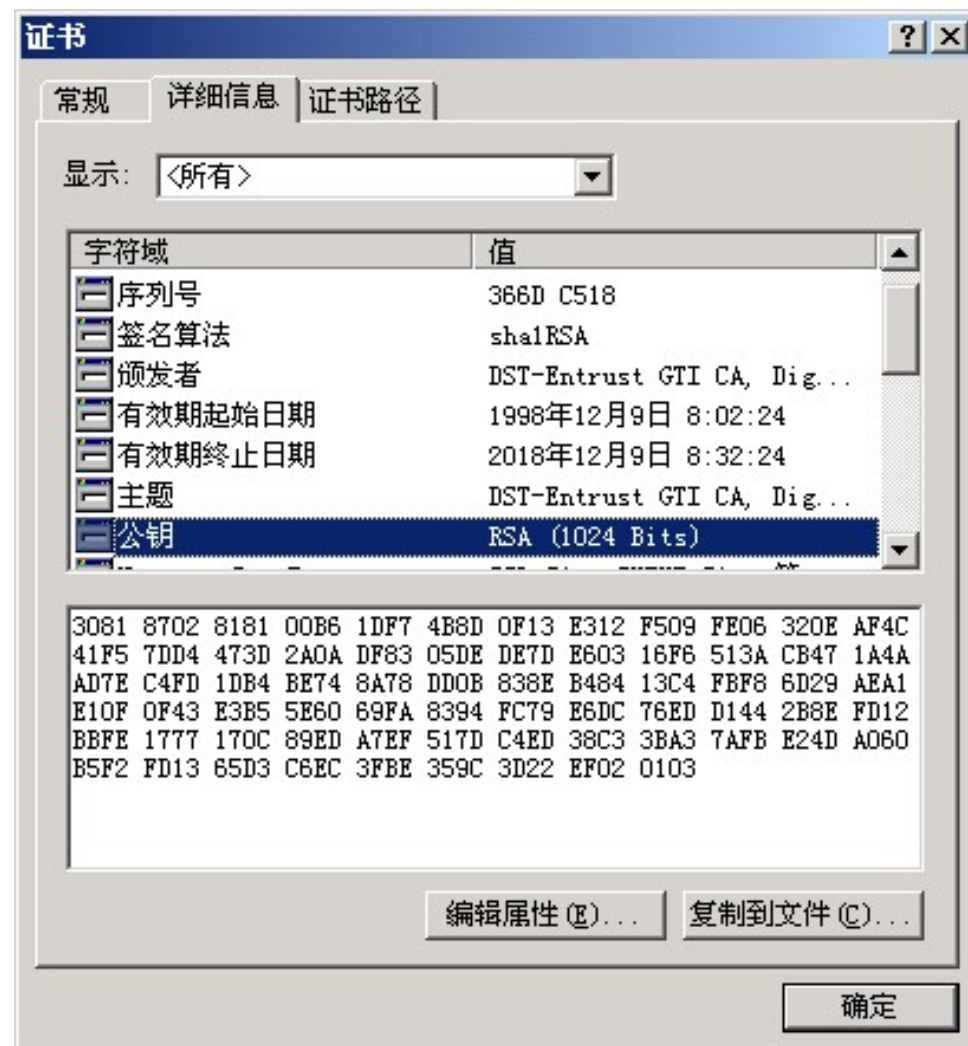 证书
常规 详细信息 证书路径
显示: <所有>
字符域 值
序列号 366D C518
签名算法 sha1RSA
颁发者 DST-Entrust GTI CA, Dig...
有效期起始日期 1998年12月9日 8:02:24
有效期终止日期 2018年12月9日 8:32:24
主题 DST-Entrust GTI CA, Dig...
公钥 RSA (1024 Bits)
3081 8702 8181 00B6 1DF7 4B8D 0F13 E312 F509 FE06 320E AF4C
41F5 7DD4 473D 2A0A DF83 05DE DE7D E603 16F6 513A CB47 1A4A
AD7E C4FD 1DB4 BE74 8A78 DD0B 838E B484 13C4 FBF8 6D29 AEA1
E10F 0F43 E3B5 5E60 69FA 8394 FC79 E6DC 76ED D144 2B8E FD12
BBFE 1777 170C 89ED A7EF 517D C4ED 38C3 3BA3 7AFB E24D A060
B5F2 FD13 65D3 C6EC 3FBE 359C 3D22 EF02 0103
编辑属性(E)... 复制到文件(C)...
确定